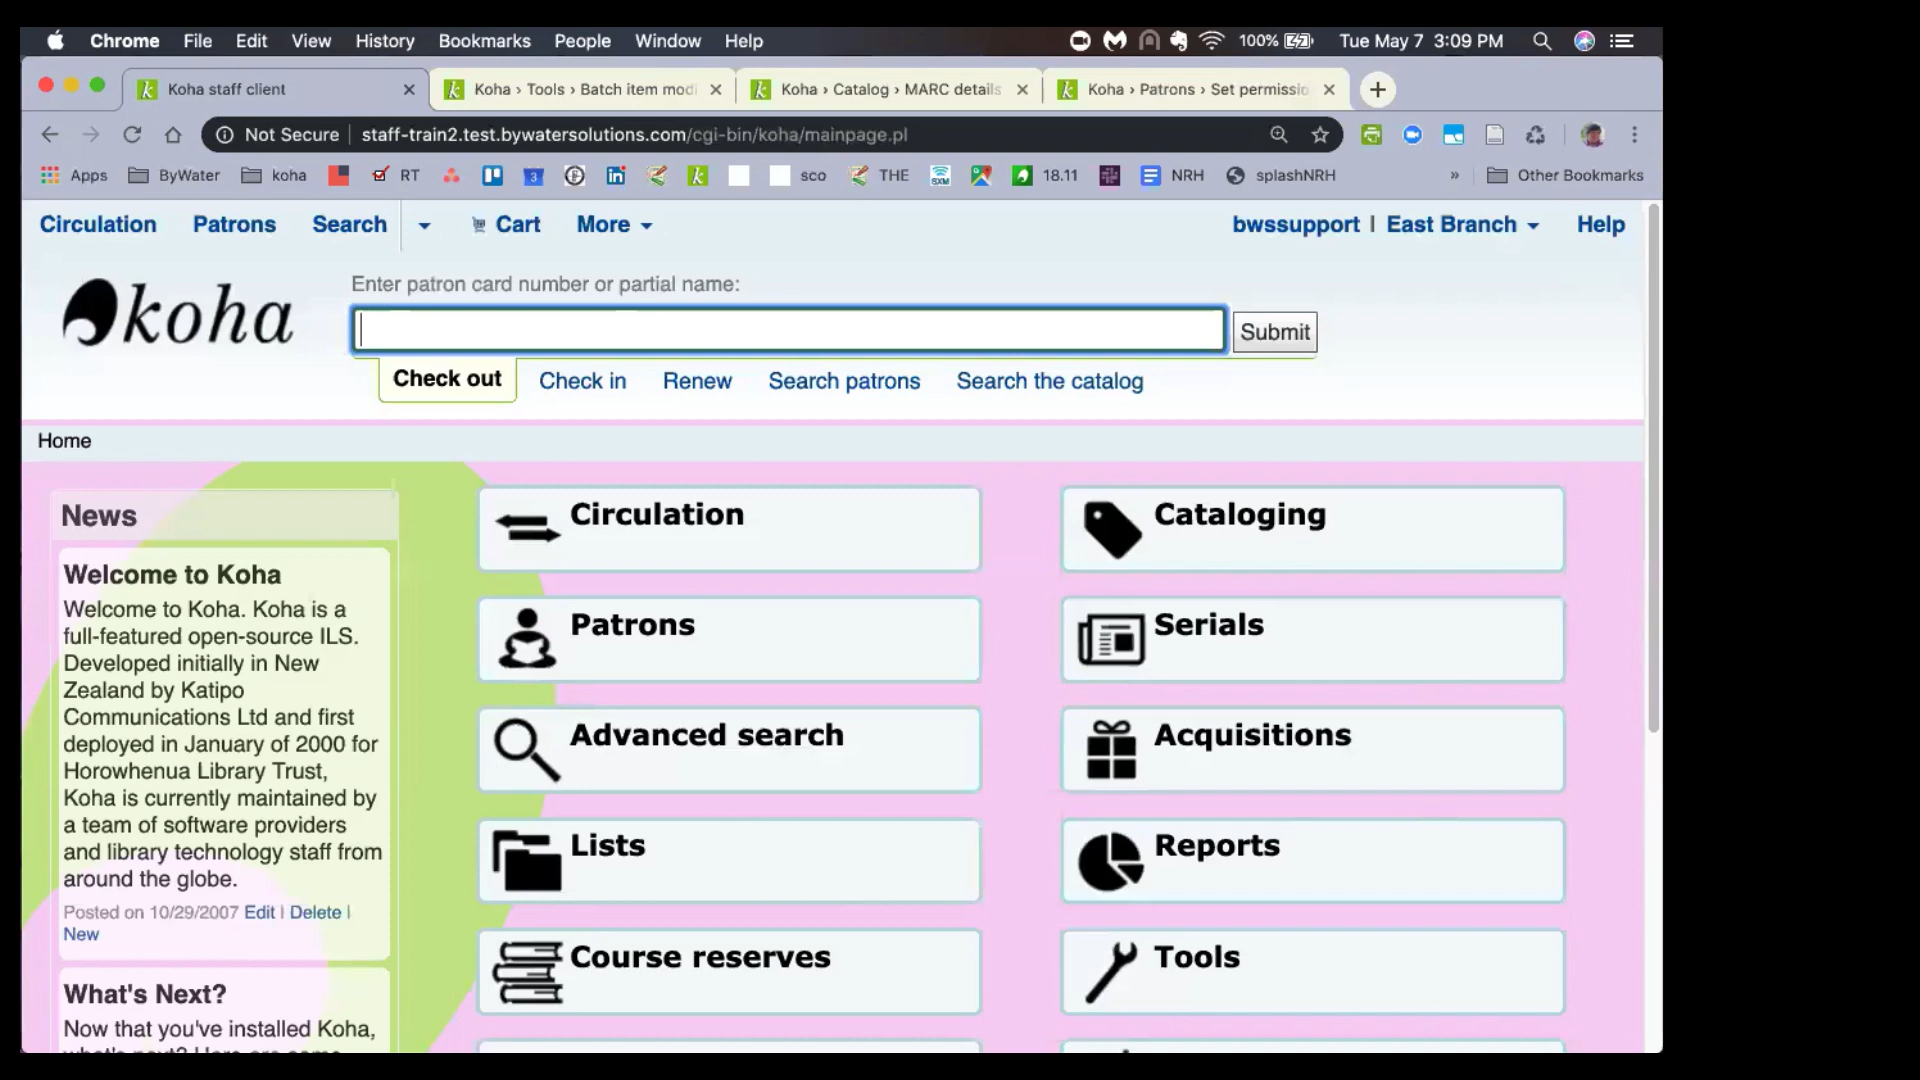 Chrome File Edit View History Bookmarks People Window Help 100% Tue May 7 3:09 PM
Koha staff client Koha › Tools › Batch item modi Koha › Catalog › MARC details Koha › Patrons › Set permissio
Not Secure staff-train2.test.bywatersolutions.com/cgi-bin/koha/mainpage.pl
Apps ByWater koha RT 3 sco THE SXM 18.11 NRH splashNRH » Other Bookmarks
Circulation Patrons Search Cart More bwssupport | East Branch Help
Enter patron card number or partial name:
koha
Submit
Check out Check in Renew Search patrons Search the catalog
Home
News
Welcome to Koha
Welcome to Koha. Koha is a
full-featured open-source ILS.
Developed initially in New
Zealand by Katipo
Communications Ltd and first
deployed in January of 2000 for
Horowhenua Library Trust,
Koha is currently maintained by
a team of software providers
and library technology staff from
around the globe.
Posted on 10/29/2007 Edit | Delete |
New
What's Next?
Now that you've installed Koha,
what's next? Here are some
Circulation
Cataloging
Patrons
Serials
Advanced search
Acquisitions
Lists
Reports
Course reserves
Tools